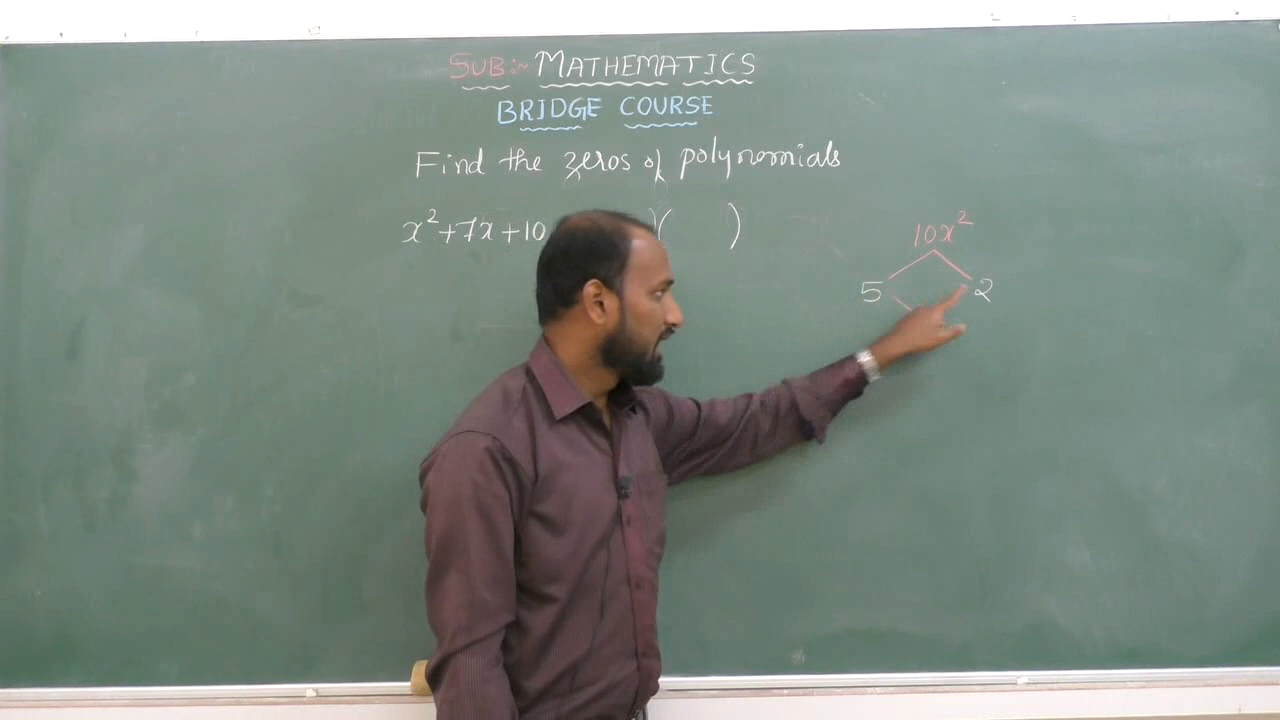 SUB:- MATHEMATICS
BRIDGE COURSE
Find the zeros of polynomials
x²+7x+10 )( )
10x²
5 2